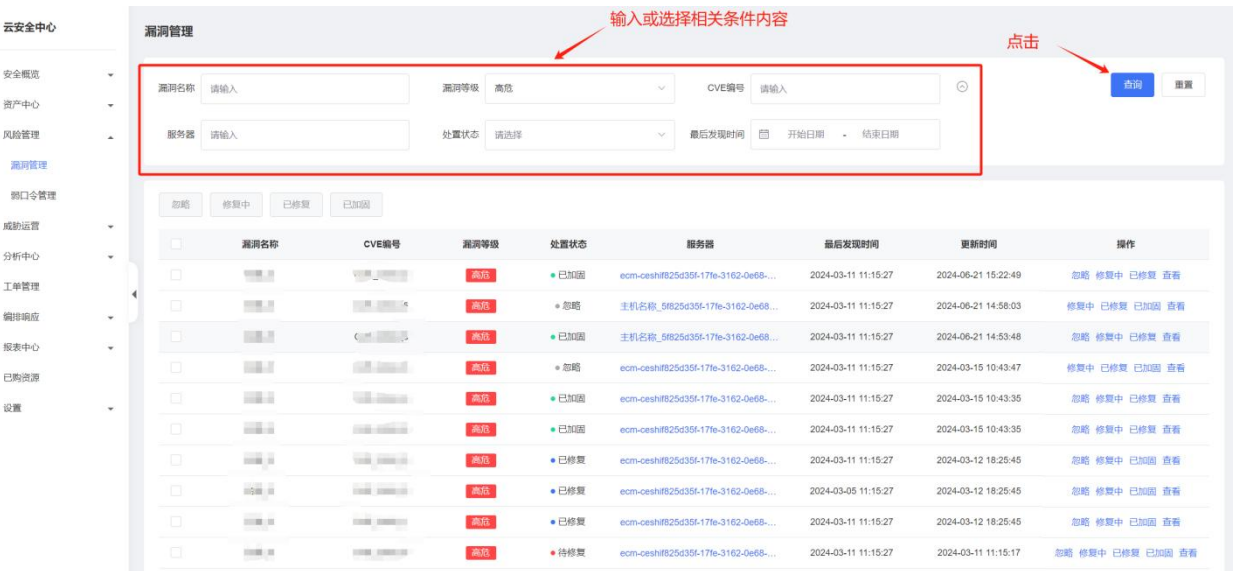 输入或选择相关条件内容
点击
云安全中心
安全概览
资产中心
风险管理
漏洞管理
弱口令管理
威胁运营
分析中心
工单管理
编排响应
报表中心
已购资源
设置
漏洞管理
漏洞名称 请输入 漏洞等级 高危 CVE编号 请输入 查询 重置
服务器 请输入 处置状态 请选择 最后发现时间 开始日期 - 结束日期
忽略 修复中 已修复 已加固
漏洞名称 CVE编号 漏洞等级 处置状态 服务器 最后发现时间 更新时间 操作
高危 已加固 ecm-ceshif825d35f-17fe-3162-0e68-... 2024-03-11 11:15:27 2024-06-21 15:22:49 忽略 修复中 已修复 查看
高危 忽略 主机名称_5f825d35f-17fe-3162-0e68... 2024-03-11 11:15:27 2024-06-21 14:58:03 修复中 已修复 已加固 查看
高危 已加固 主机名称_5f825d35f-17fe-3162-0e68... 2024-03-11 11:15:27 2024-06-21 14:53:48 忽略 修复中 已修复 查看
高危 忽略 ecm-ceshif825d35f-17fe-3162-0e68-... 2024-03-11 11:15:27 2024-03-15 10:43:47 修复中 已修复 已加固 查看
高危 已加固 ecm-ceshif825d35f-17fe-3162-0e68-... 2024-03-11 11:15:27 2024-03-15 10:43:35 忽略 修复中 已修复 查看
高危 已加固 ecm-ceshif825d35f-17fe-3162-0e68-... 2024-03-11 11:15:27 2024-03-15 10:43:35 忽略 修复中 已修复 查看
高危 已修复 ecm-ceshif825d35f-17fe-3162-0e68-... 2024-03-11 11:15:27 2024-03-12 18:25:45 忽略 修复中 已加固 查看
高危 已修复 ecm-ceshif825d35f-17fe-3162-0e68-... 2024-03-05 11:15:27 2024-03-12 18:25:45 忽略 修复中 已加固 查看
高危 已修复 ecm-ceshif825d35f-17fe-3162-0e68-... 2024-03-11 11:15:27 2024-03-12 18:25:45 忽略 修复中 已加固 查看
高危 待修复 ecm-ceshif825d35f-17fe-3162-0e68-... 2024-03-11 11:15:27 2024-03-11 11:15:17 忽略 修复中 已修复 已加固 查看